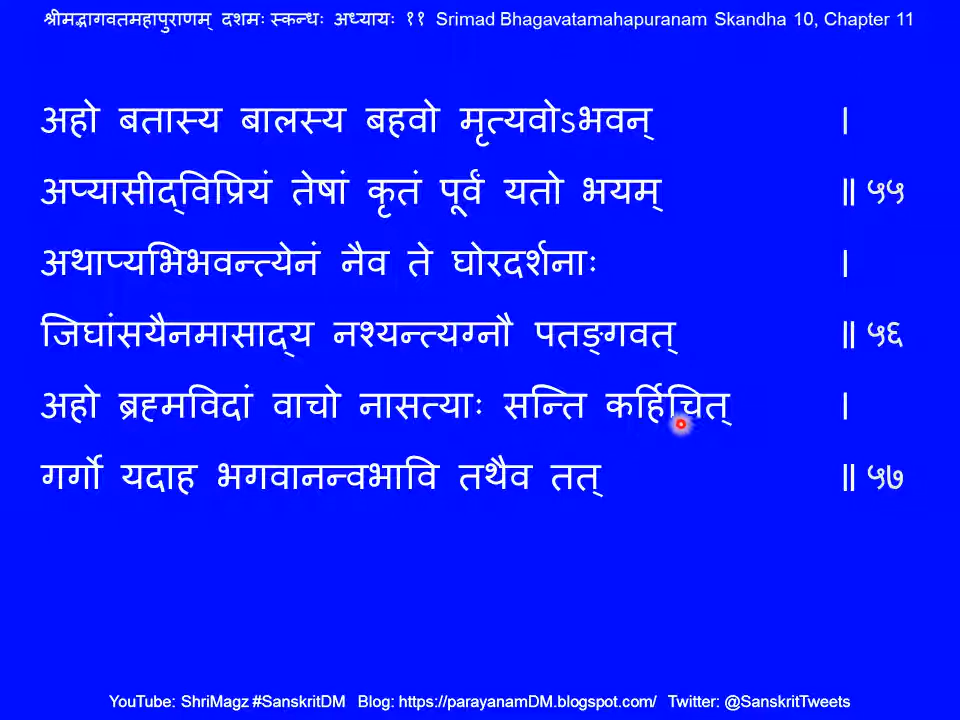 श्रीमद्भागवतमहापुराणम् दशमः स्कन्धः अध्यायः ११ Srimad Bhagavatamahapuranam Skandha 10, Chapter 11
अहो बतास्य बालस्य बहवो मृत्यवोऽभवन् ।
अप्यासीद्विप्रियं तेषां कृतं पूर्वं यतो भयम् ॥ ५५
अथाप्यभिभवन्त्येनं नैव ते घोरदर्शनाः ।
जिघांसयैनमासाद्य नश्यन्त्यग्नौ पतङ्गवत् ॥ ५६
अहो ब्रह्मविदां वाचो नासत्याः सन्ति कर्हिचित् ।
गर्गो यदाह भगवानन्वभावि तथैव तत् ॥ ५७
YouTube: ShriMagz #SanskritDM Blog: https://parayanamDM.blogspot.com/ Twitter: @SanskritTweets